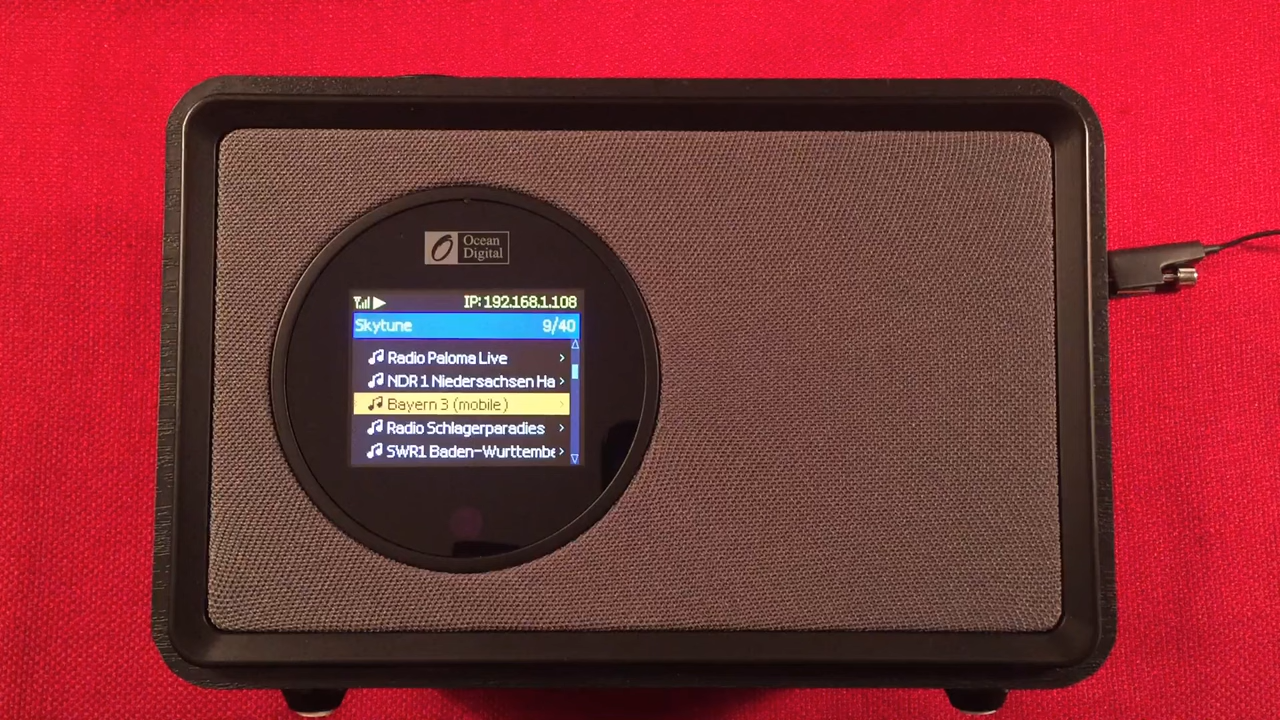 Ocean
Digital
IP: 192.168.1.108
Skytune 9/40
Radio Paloma Live
NDR 1 Niedersachsen Ha
Bayern 3 (mobile)
Radio Schlagerparadies
SWR1 Baden-Wurttembe